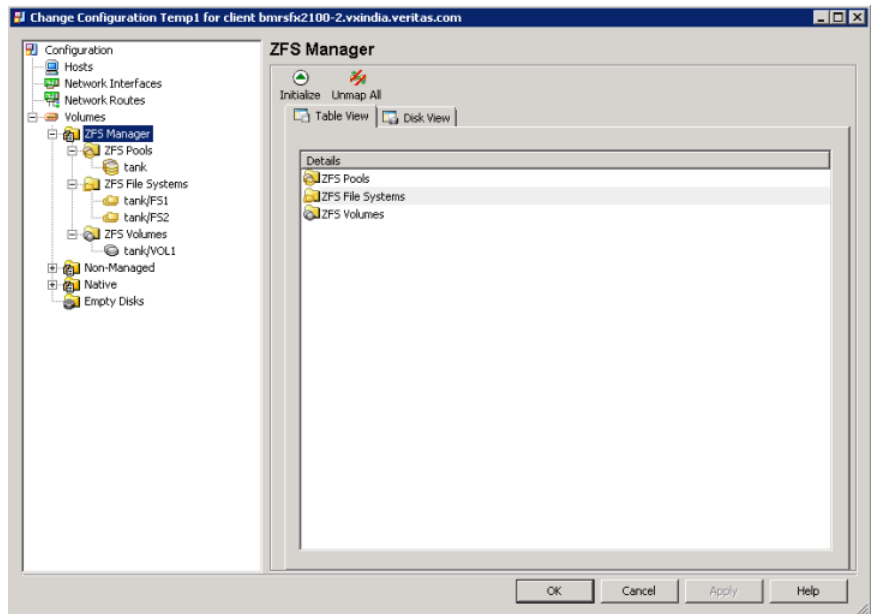 Change Configuration Temp1 for client bmrsfx2100-2.vxindia.veritas.com
Configuration
Hosts
Network Interfaces
Network Routes
Volumes
ZFS Manager
ZFS Pools
tank
ZFS File Systems
tank/FS1
tank/FS2
ZFS Volumes
tank/VOL1
Non-Managed
Native
Empty Disks
ZFS Manager
Initialize Unmap All
Table View Disk View
Details
ZFS Pools
ZFS File Systems
ZFS Volumes
OK Cancel Apply Help